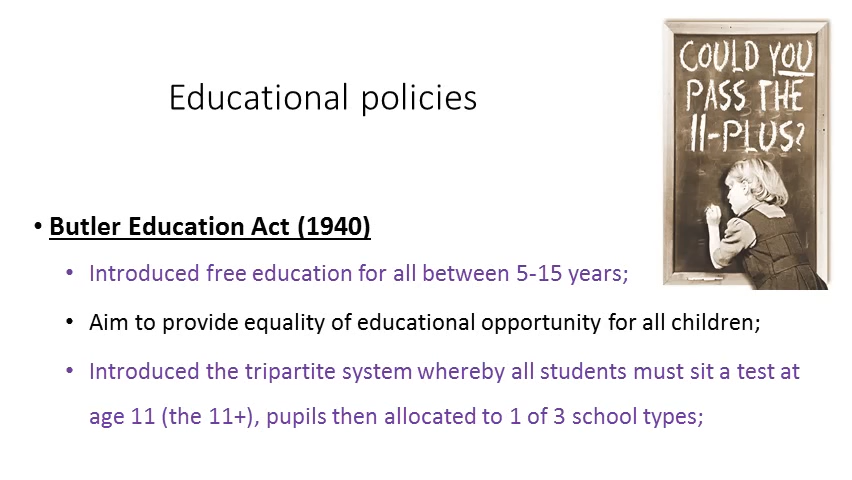 COULD YOU
PASS THE
11-PLUS?
Educational policies
• Butler Education Act (1940)
• Introduced free education for all between 5-15 years;
• Aim to provide equality of educational opportunity for all children;
• Introduced the tripartite system whereby all students must sit a test at
age 11 (the 11+), pupils then allocated to 1 of 3 school types;